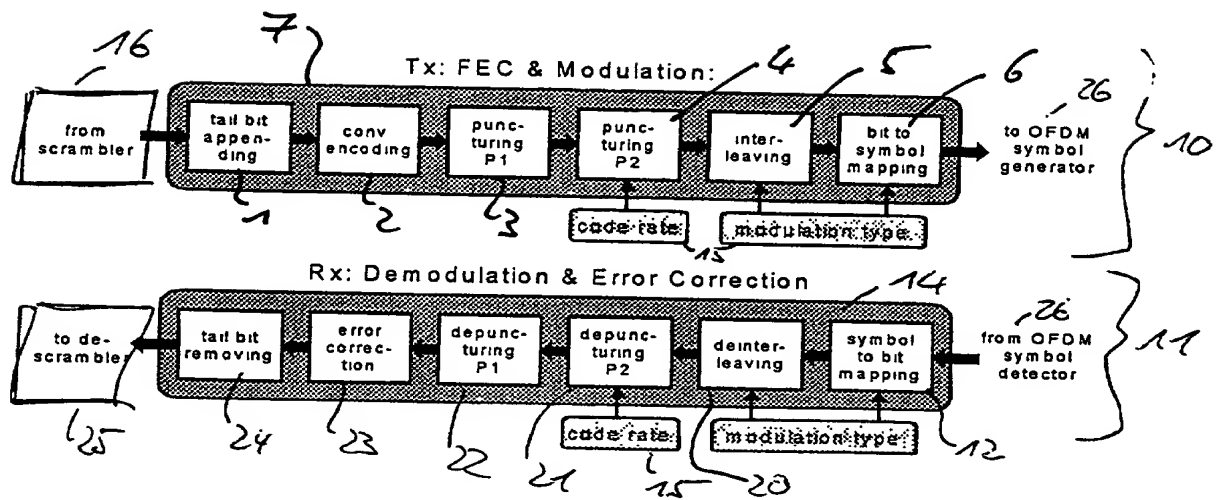 16
7
Tx: FEC & Modulation:
4
5
6
26
from
scrambler
tail bit
appen-
ding
conv
encoding
punc-
turing
P1
punc-
turing
P2
inter-
leaving
bit to
symbol
mapping
to OFDM
symbol
generator
10
1
2
3
code rate
15
modulation type
Rx: Demodulation & Error Correction
14
26
to de-
scrambler
tail bit
removing
error
correc-
tion
depunc-
turing
P1
depunc-
turing
P2
deinter-
leaving
symbol
to bit
mapping
from OFDM
symbol
detector
11
25
24
23
22
21
code rate
15
20
modulation type
12